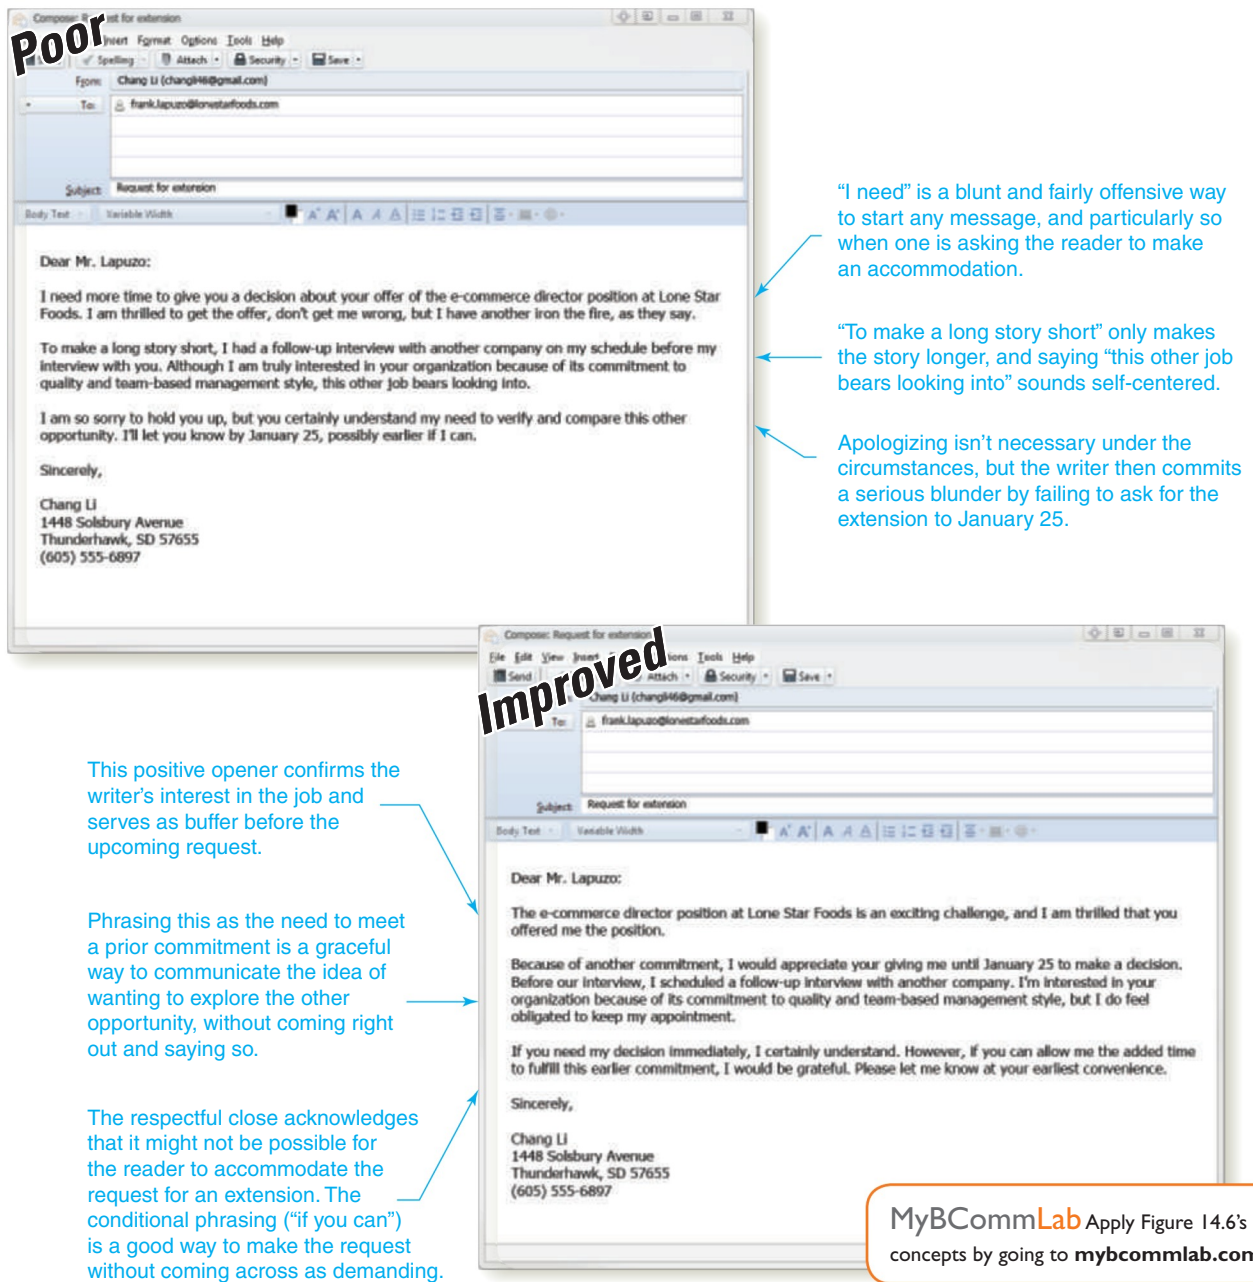 Compose: Request for extension
Poor
Insert Format Options Tools Help
Spelling Attach Security Save
From: Chang Li (changli46@gmail.com)
To: frank.lapuzo@lonestarfoods.com
Subject: Request for extension
Body Text Variable Width
Dear Mr. Lapuzo:
I need more time to give you a decision about your offer of the e-commerce director position at Lone Star
Foods. I am thrilled to get the offer, don't get me wrong, but I have another iron the fire, as they say.
To make a long story short, I had a follow-up interview with another company on my schedule before my
interview with you. Although I am truly interested in your organization because of its commitment to
quality and team-based management style, this other job bears looking into.
I am so sorry to hold you up, but you certainly understand my need to verify and compare this other
opportunity. I'll let you know by January 25, possibly earlier if I can.
Sincerely,
Chang Li
1448 Solsbury Avenue
Thunderhawk, SD 57655
(605) 555-6897
“I need” is a blunt and fairly offensive way
to start any message, and particularly so
when one is asking the reader to make
an accommodation.
“To make a long story short” only makes
the story longer, and saying “this other job
bears looking into” sounds self-centered.
Apologizing isn’t necessary under the
circumstances, but the writer then commits
a serious blunder by failing to ask for the
extension to January 25.
Compose: Request for extension
Improved
File Edit View Insert Options Tools Help
Send Attach Security Save
Chang Li (changli46@gmail.com)
To: frank.lapuzo@lonestarfoods.com
Subject: Request for extension
Body Text Variable Width
Dear Mr. Lapuzo:
The e-commerce director position at Lone Star Foods is an exciting challenge, and I am thrilled that you
offered me the position.
Because of another commitment, I would appreciate your giving me until January 25 to make a decision.
Before our interview, I scheduled a follow-up interview with another company. I'm interested in your
organization because of its commitment to quality and team-based management style, but I do feel
obligated to keep my appointment.
If you need my decision immediately, I certainly understand. However, if you can allow me the added time
to fulfill this earlier commitment, I would be grateful. Please let me know at your earliest convenience.
Sincerely,
Chang Li
1448 Solsbury Avenue
Thunderhawk, SD 57655
(605) 555-6897
This positive opener confirms the
writer’s interest in the job and
serves as buffer before the
upcoming request.
Phrasing this as the need to meet
a prior commitment is a graceful
way to communicate the idea of
wanting to explore the other
opportunity, without coming right
out and saying so.
The respectful close acknowledges
that it might not be possible for
the reader to accommodate the
request for an extension. The
conditional phrasing (“if you can”)
is a good way to make the request
without coming across as demanding.
MyBCommLab Apply Figure 14.6’s
concepts by going to mybcommlab.com